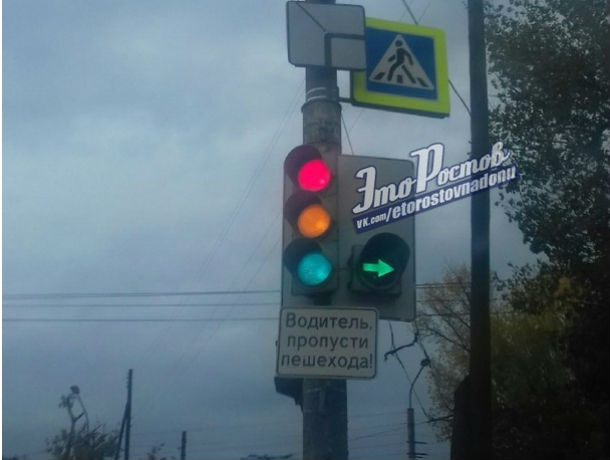 ЭтоРостов
VK.com/etorostovnadonu
Водитель,
пропусти
пешехода!